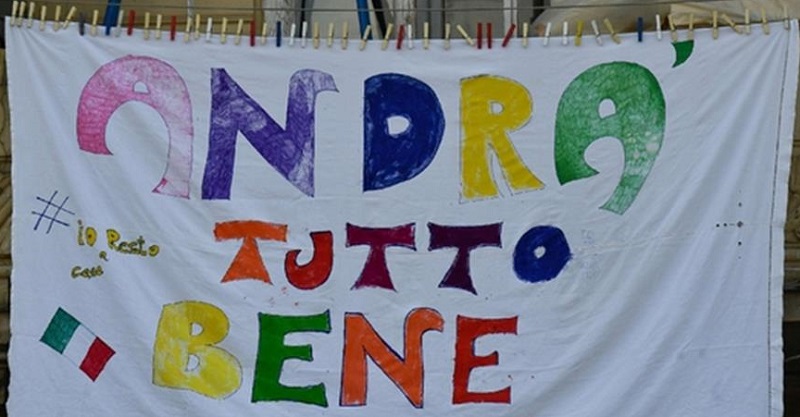 ANDRA'
TUTTO
# io Resto
a
casa
BENE